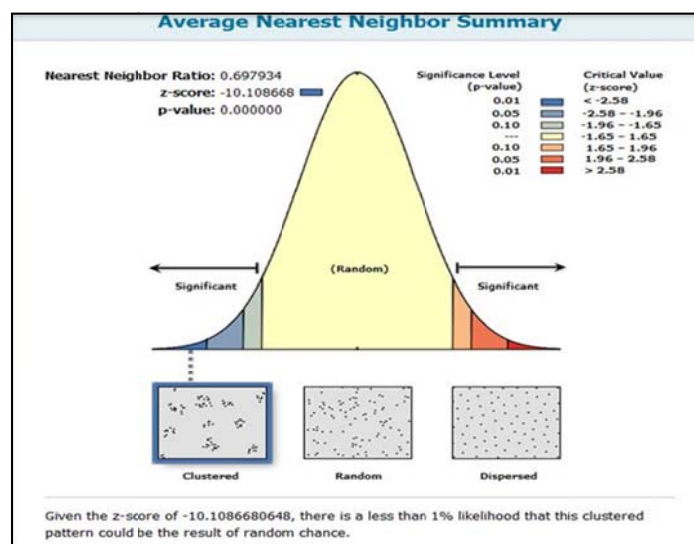 Average Nearest Neighbor Summary
Nearest Neighbor Ratio: 0.697934
z-score: -10.108668
p-value: 0.000000
Significance Level (p-value)
Critical Value (z-score)
0.01 < -2.58
0.05 -2.58 – -1.96
0.10 -1.96 – -1.65
--- -1.65 – 1.65
0.10 1.65 – 1.96
0.05 1.96 – 2.58
0.01 > 2.58
(Random)
Significant
Significant
Clustered
Random
Dispersed
Given the z-score of -10.1086680648, there is a less than 1% likelihood that this clustered
pattern could be the result of random chance.